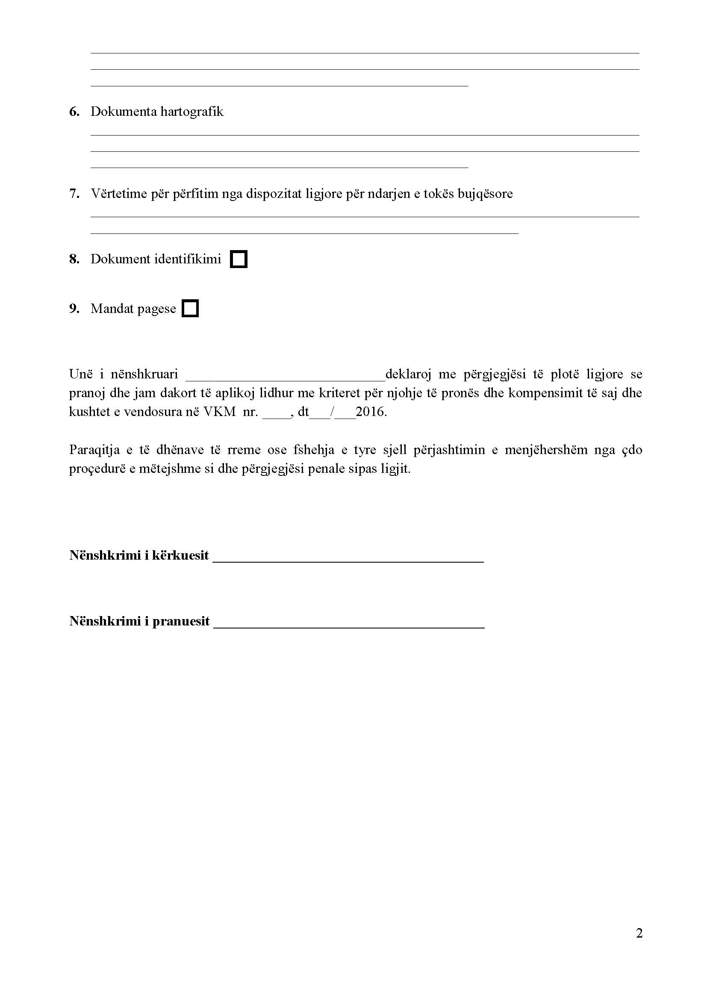 6. Dokumenta hartografik
7. Vërtetime për përfitim nga dispozitat ligjore për ndarjen e tokës bujqësore
8. Dokument identifikimi
9. Mandat pagese
Unë i nënshkruari ____________________________deklaroj me përgjegjësi të plotë ligjore se
pranoj dhe jam dakort të aplikoj lidhur me kriteret për njohje të pronës dhe kompensimit të saj dhe
kushtet e vendosura në VKM nr. ____, dt___/___2016.
Paraqitja e të dhënave të rreme ose fshehja e tyre sjell përjashtimin e menjëhershëm nga çdo
proçedurë e mëtejshme si dhe përgjegjësi penale sipas ligjit.
Nënshkrimi i kërkuesit ______________________________________
Nënshkrimi i pranuesit ______________________________________
2